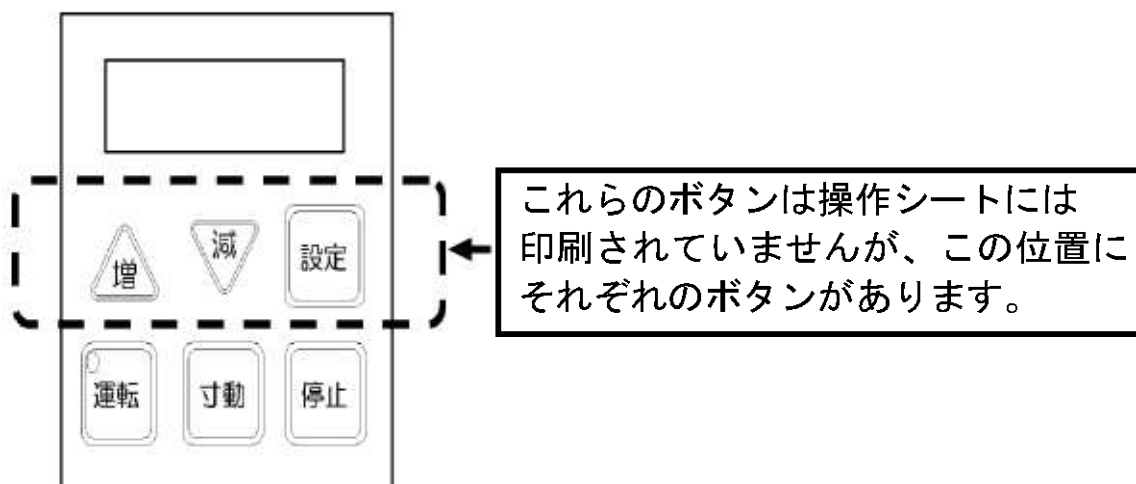 増
減
設定
運転
寸動
停止
これらのボタンは操作シートには
印刷されていませんが、この位置に
それぞれのボタンがあります。